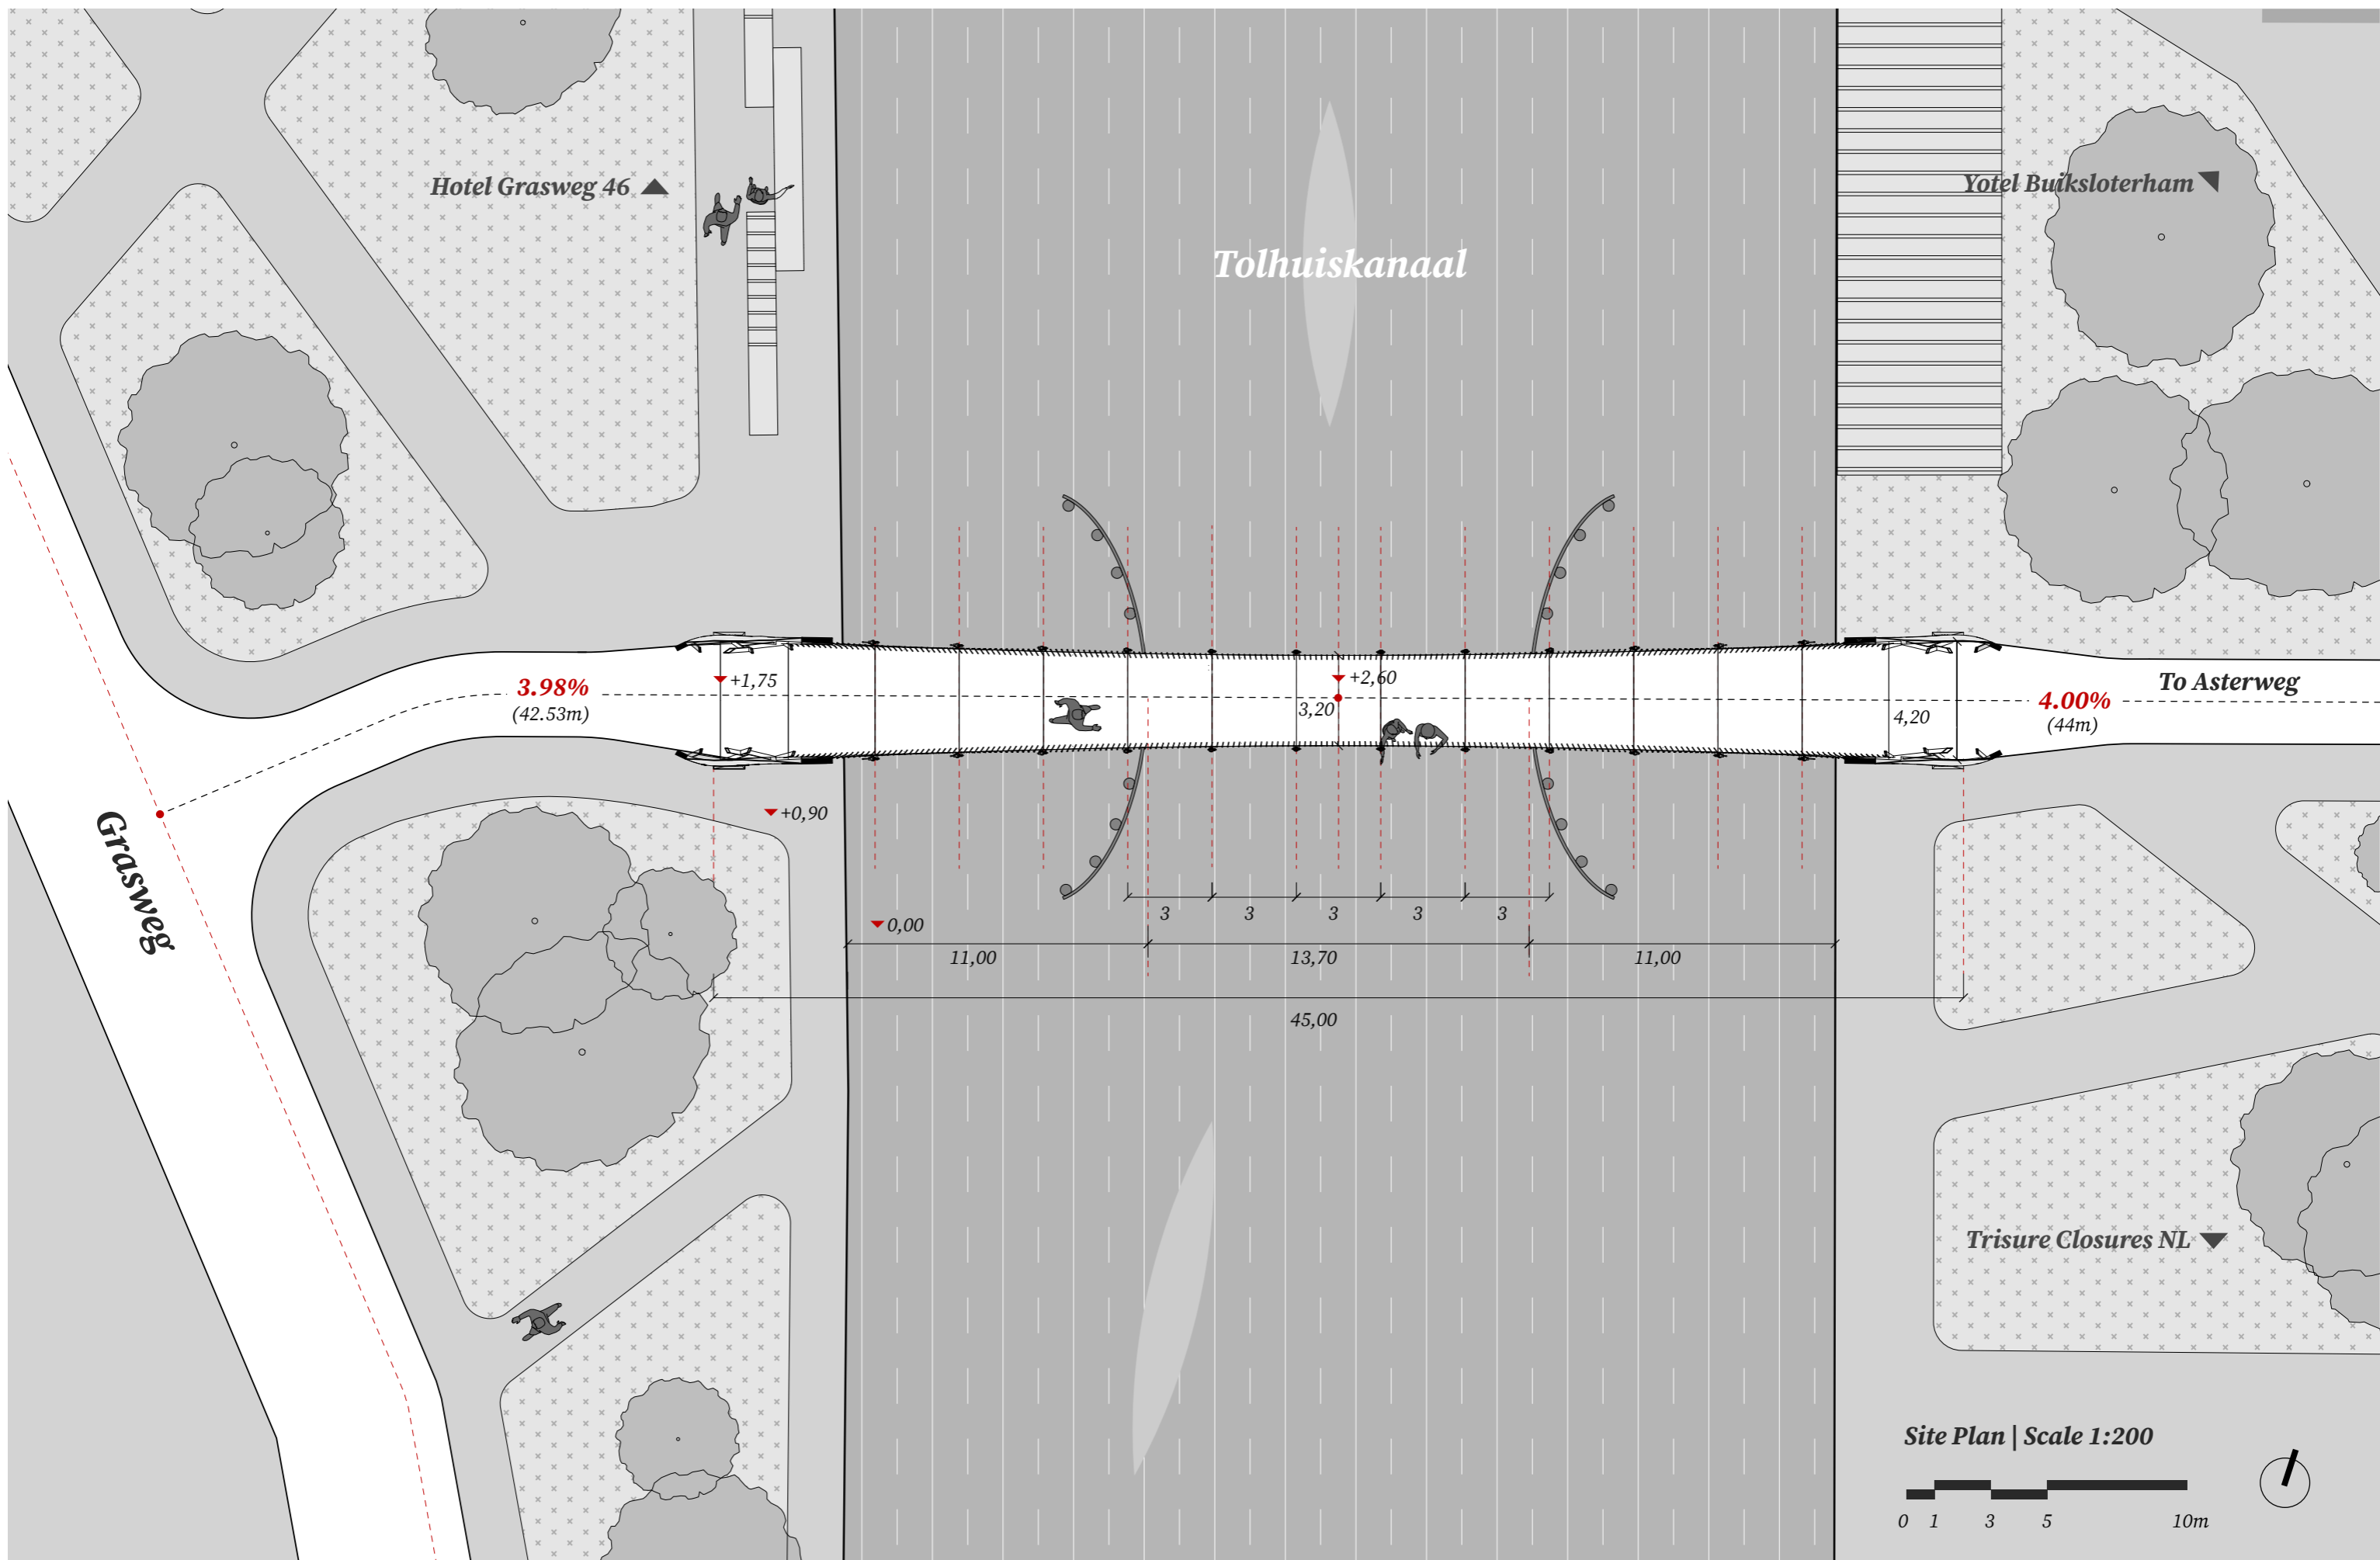 Hotel Grasweg 46
Yotel Buiksloterham
Tolhuiskanaal
+1,75
+2,60
To Asterweg
3.98%
(42.53m)
3,20
4,20
4.00%
(44m)
+0,90
Grasweg
3
3
3
3
3
0,00
11,00
13,70
11,00
45,00
Trisure Closures NL
Site Plan | Scale 1:200
0 1 3 5 10m